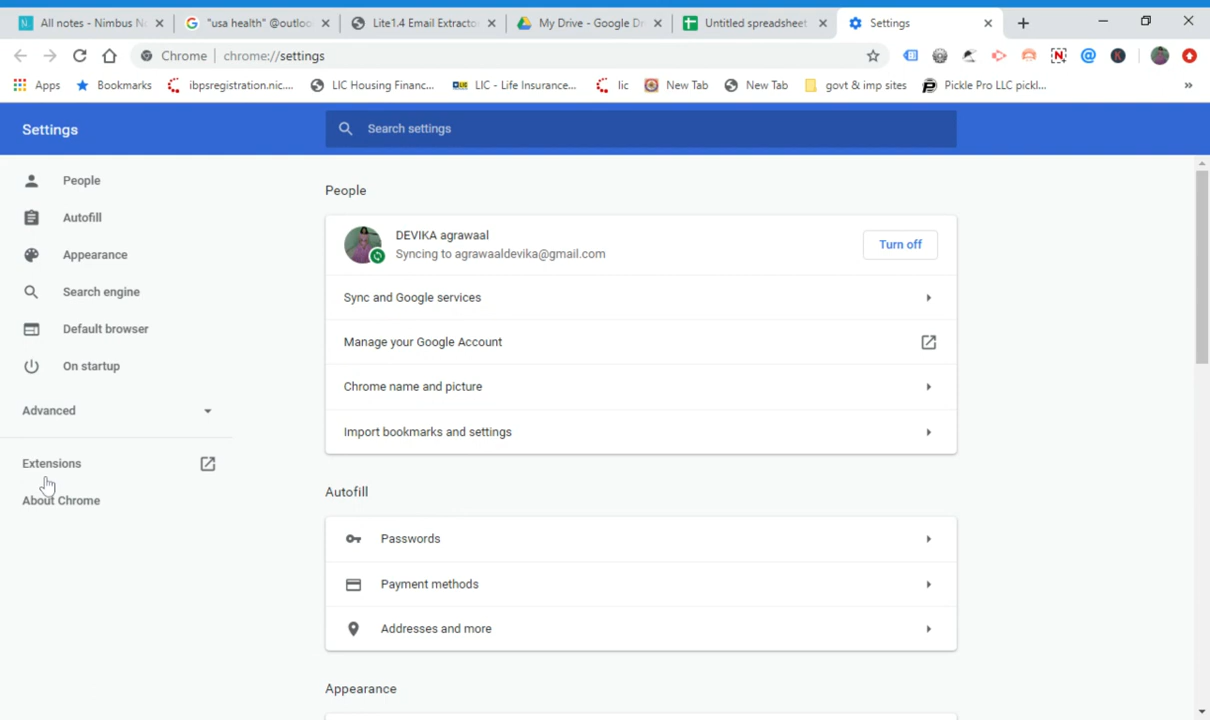 All notes - Nimbus N
"usa health" @outloo
Lite1.4 Email Extracto
My Drive - Google Dr
Untitled spreadsheet
Settings
Chrome | chrome://settings
Apps
Bookmarks
ibpsregistration.nic....
LIC Housing Financ...
LIC - Life Insurance...
lic
New Tab
New Tab
govt & imp sites
Pickle Pro LLC pickl...
»
Settings
Search settings
People
Autofill
Appearance
Search engine
Default browser
On startup
Advanced
Extensions
About Chrome
People
DEVIKA agrawaal
Syncing to agrawaaldevika@gmail.com
Turn off
Sync and Google services
Manage your Google Account
Chrome name and picture
Import bookmarks and settings
Autofill
Passwords
Payment methods
Addresses and more
Appearance